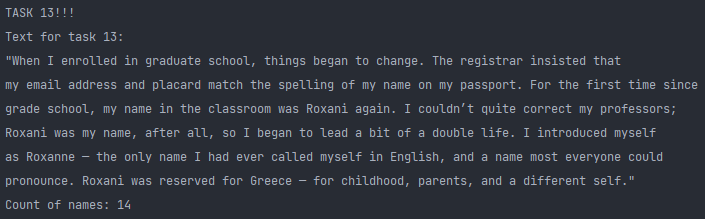 TASK 13!!!
Text for task 13:
"When I enrolled in graduate school, things began to change. The registrar insisted that
my email address and placard match the spelling of my name on my passport. For the first time since
grade school, my name in the classroom was Roxani again. I couldn’t quite correct my professors;
Roxani was my name, after all, so I began to lead a bit of a double life. I introduced myself
as Roxanne — the only name I had ever called myself in English, and a name most everyone could
pronounce. Roxani was reserved for Greece — for childhood, parents, and a different self."
Count of names: 14